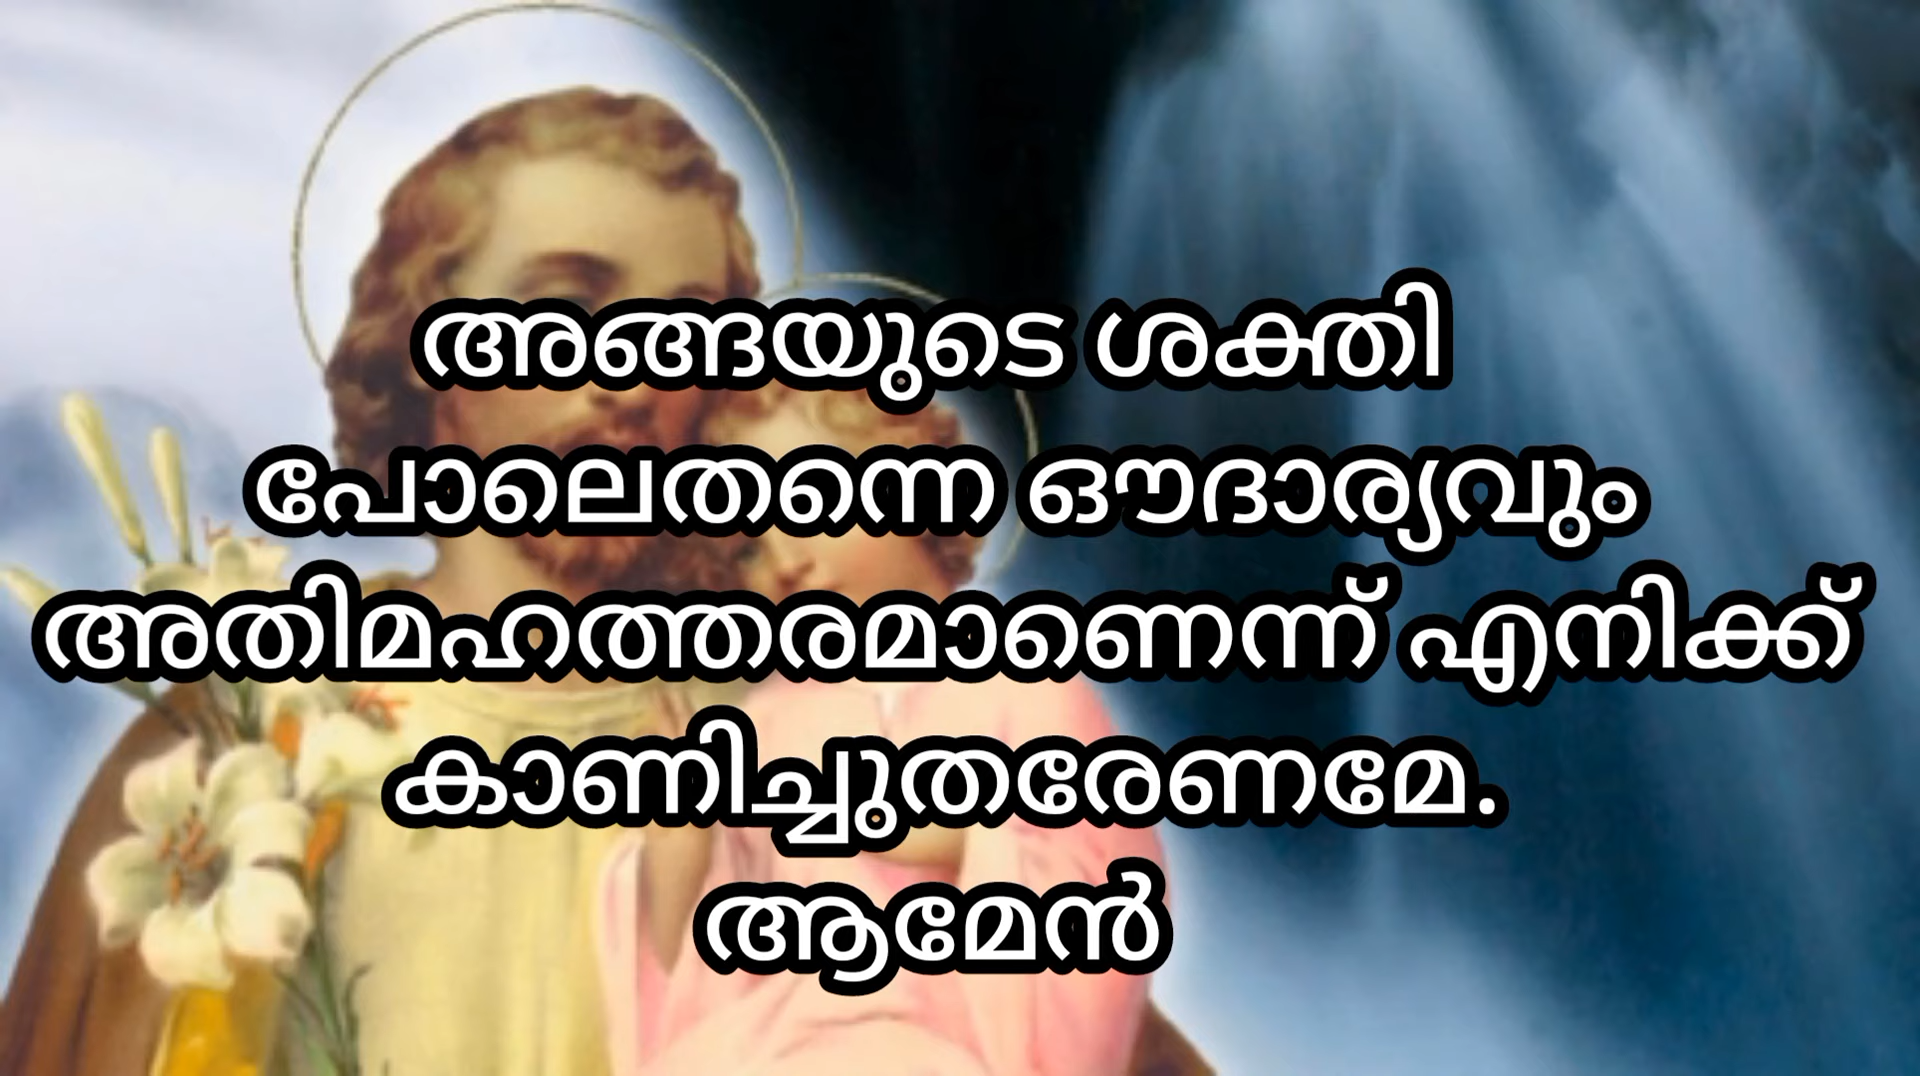 അങ്ങയുടെ ശക്തി
പോലെതന്നെ ഔദാര്യവും
അതിമഹത്തരമാണെന്ന് എനിക്ക്
കാണിച്ചുതരേണമേ.
ആമേൻ